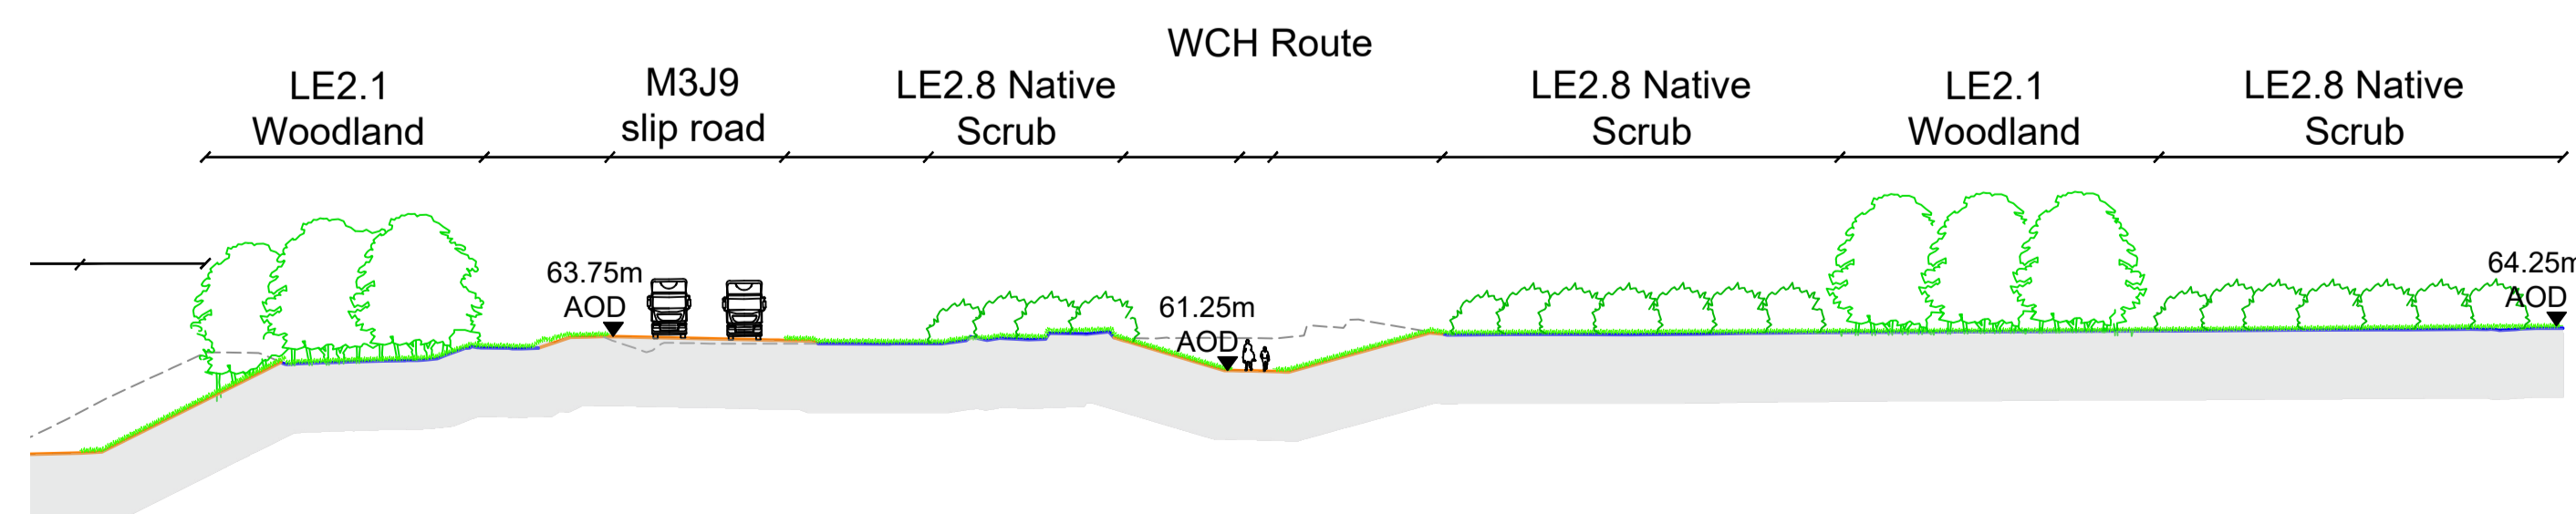 WCH Route
LE2.1
Woodland
M3J9
slip road
LE2.8 Native
Scrub
LE2.8 Native
Scrub
LE2.1
Woodland
LE2.8 Native
Scrub
63.75m
AOD
61.25m
AOD
64.25m
AOD